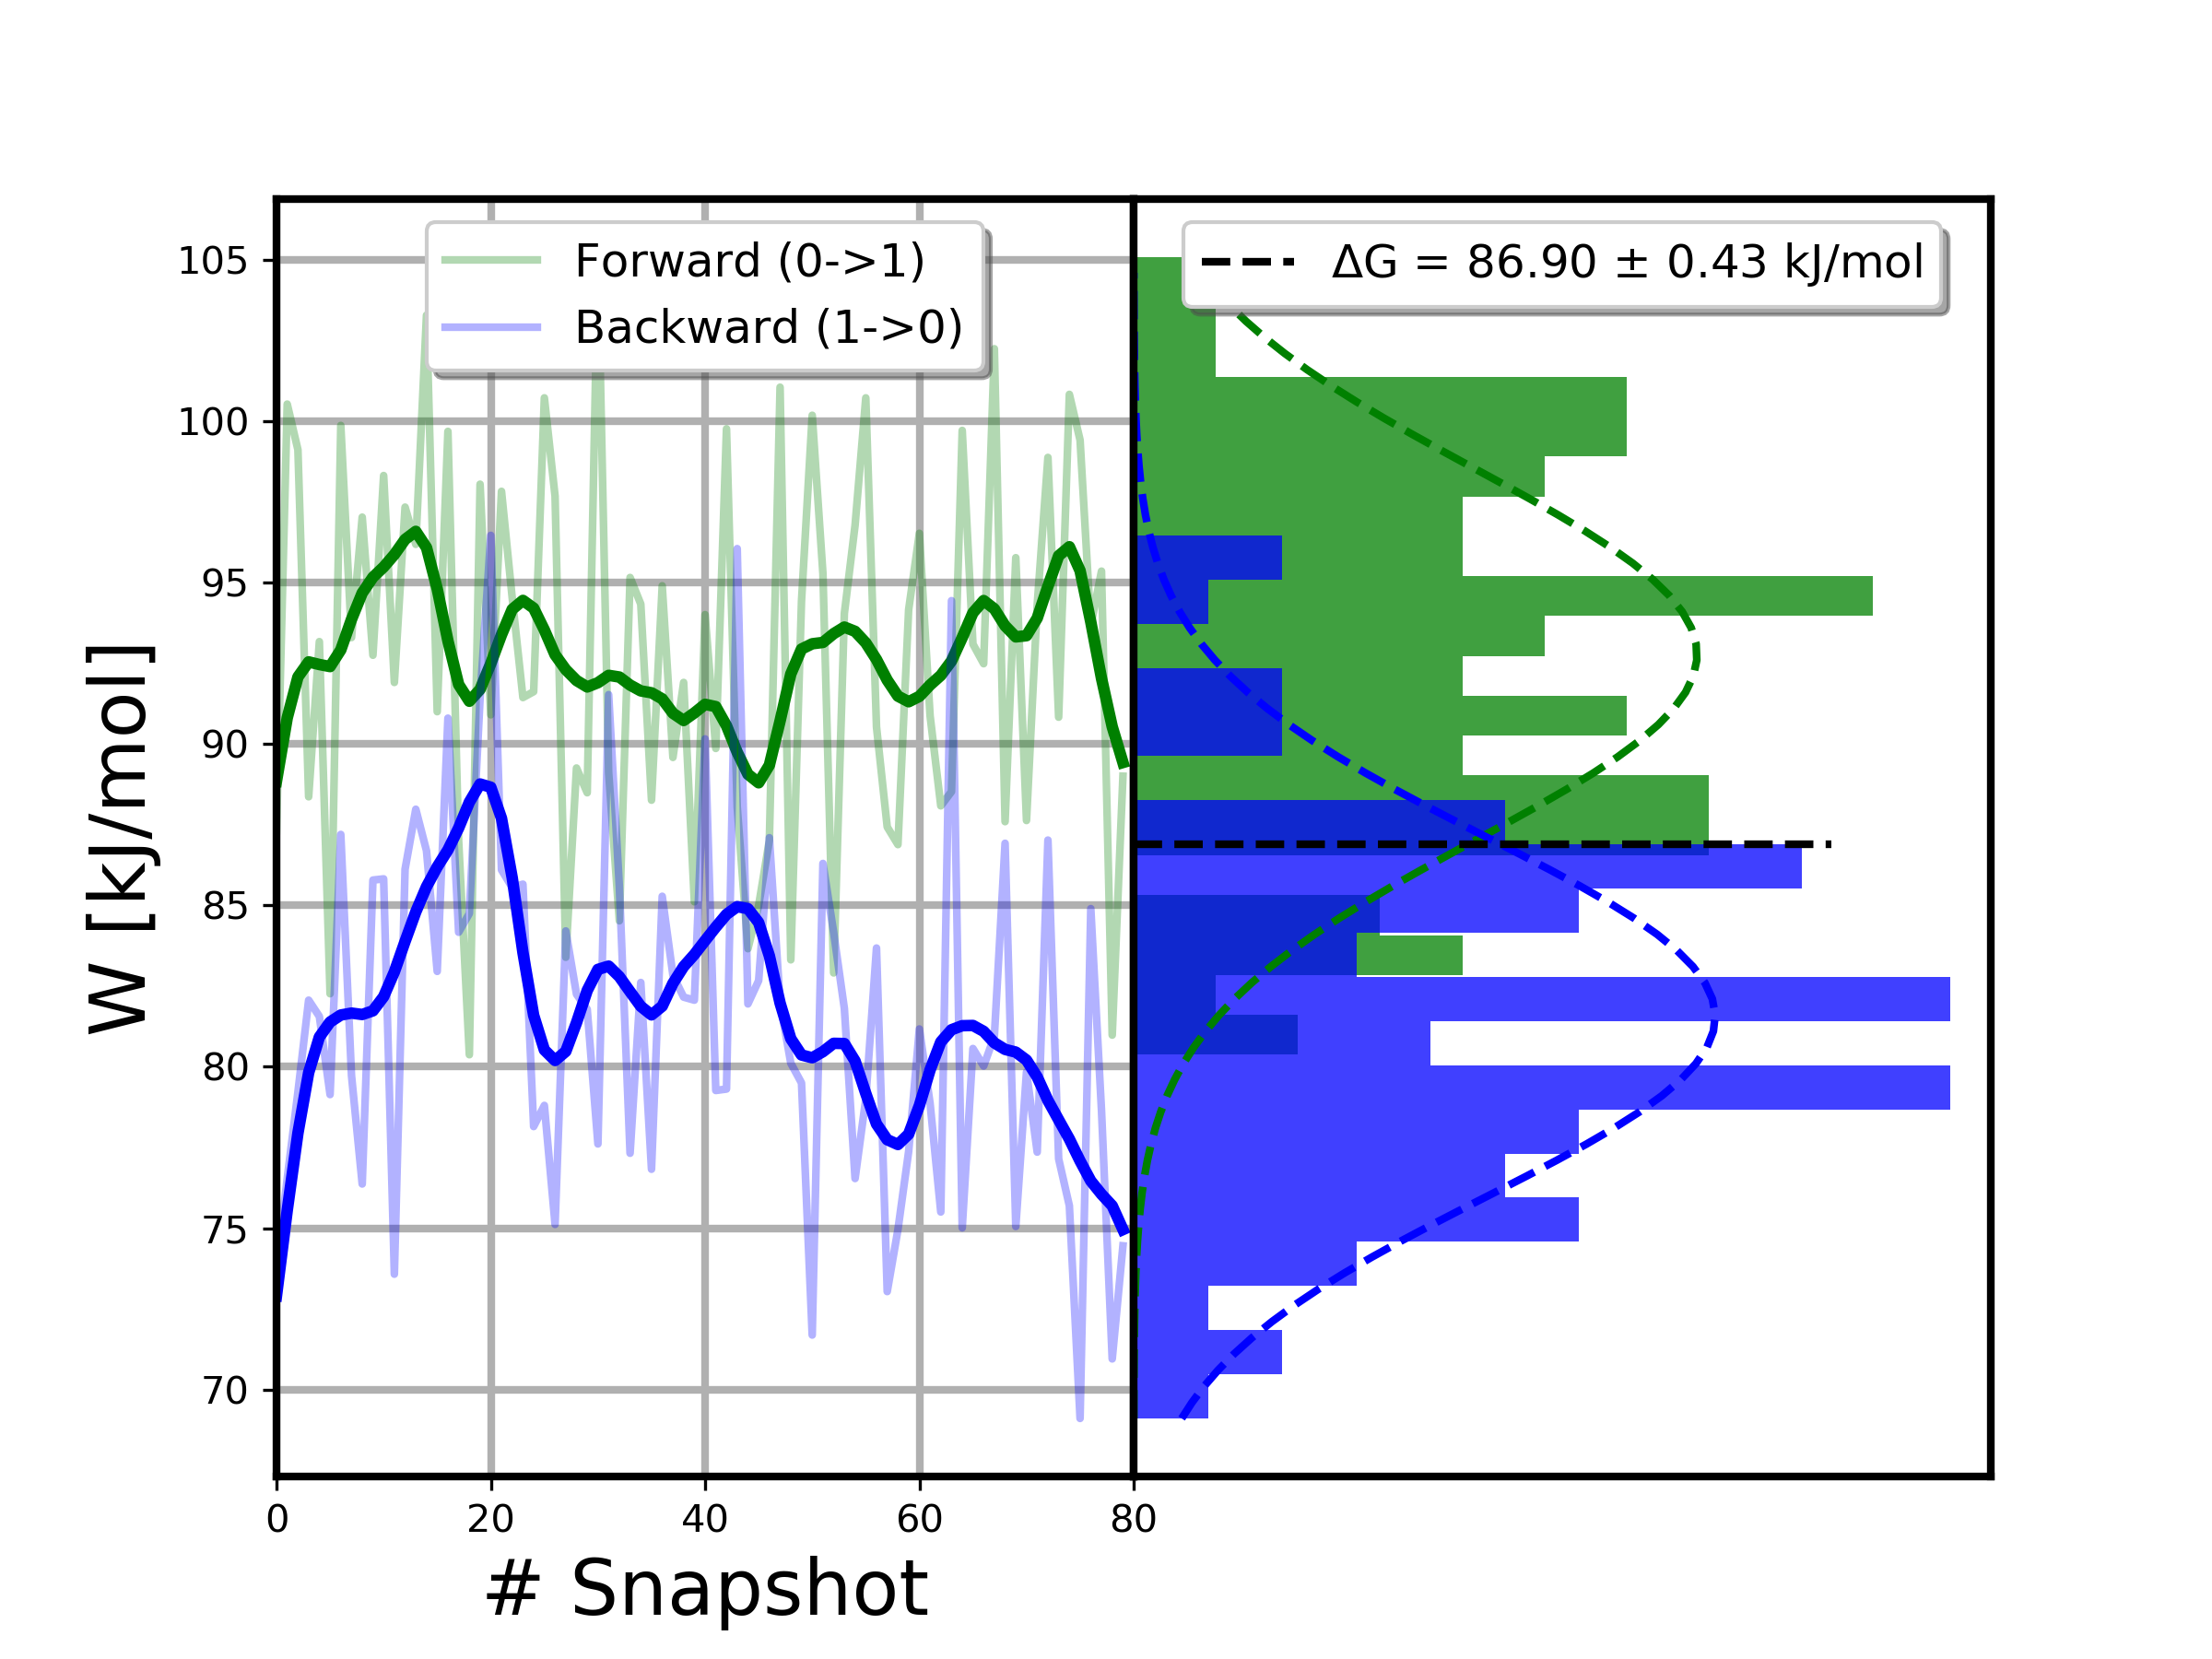 Forward (0->1)
Backward (1->0)
ΔG = 86.90 ± 0.43 kJ/mol
105
100
95
90
85
80
75
70
W [kJ/mol]
0
20
40
60
80
# Snapshot